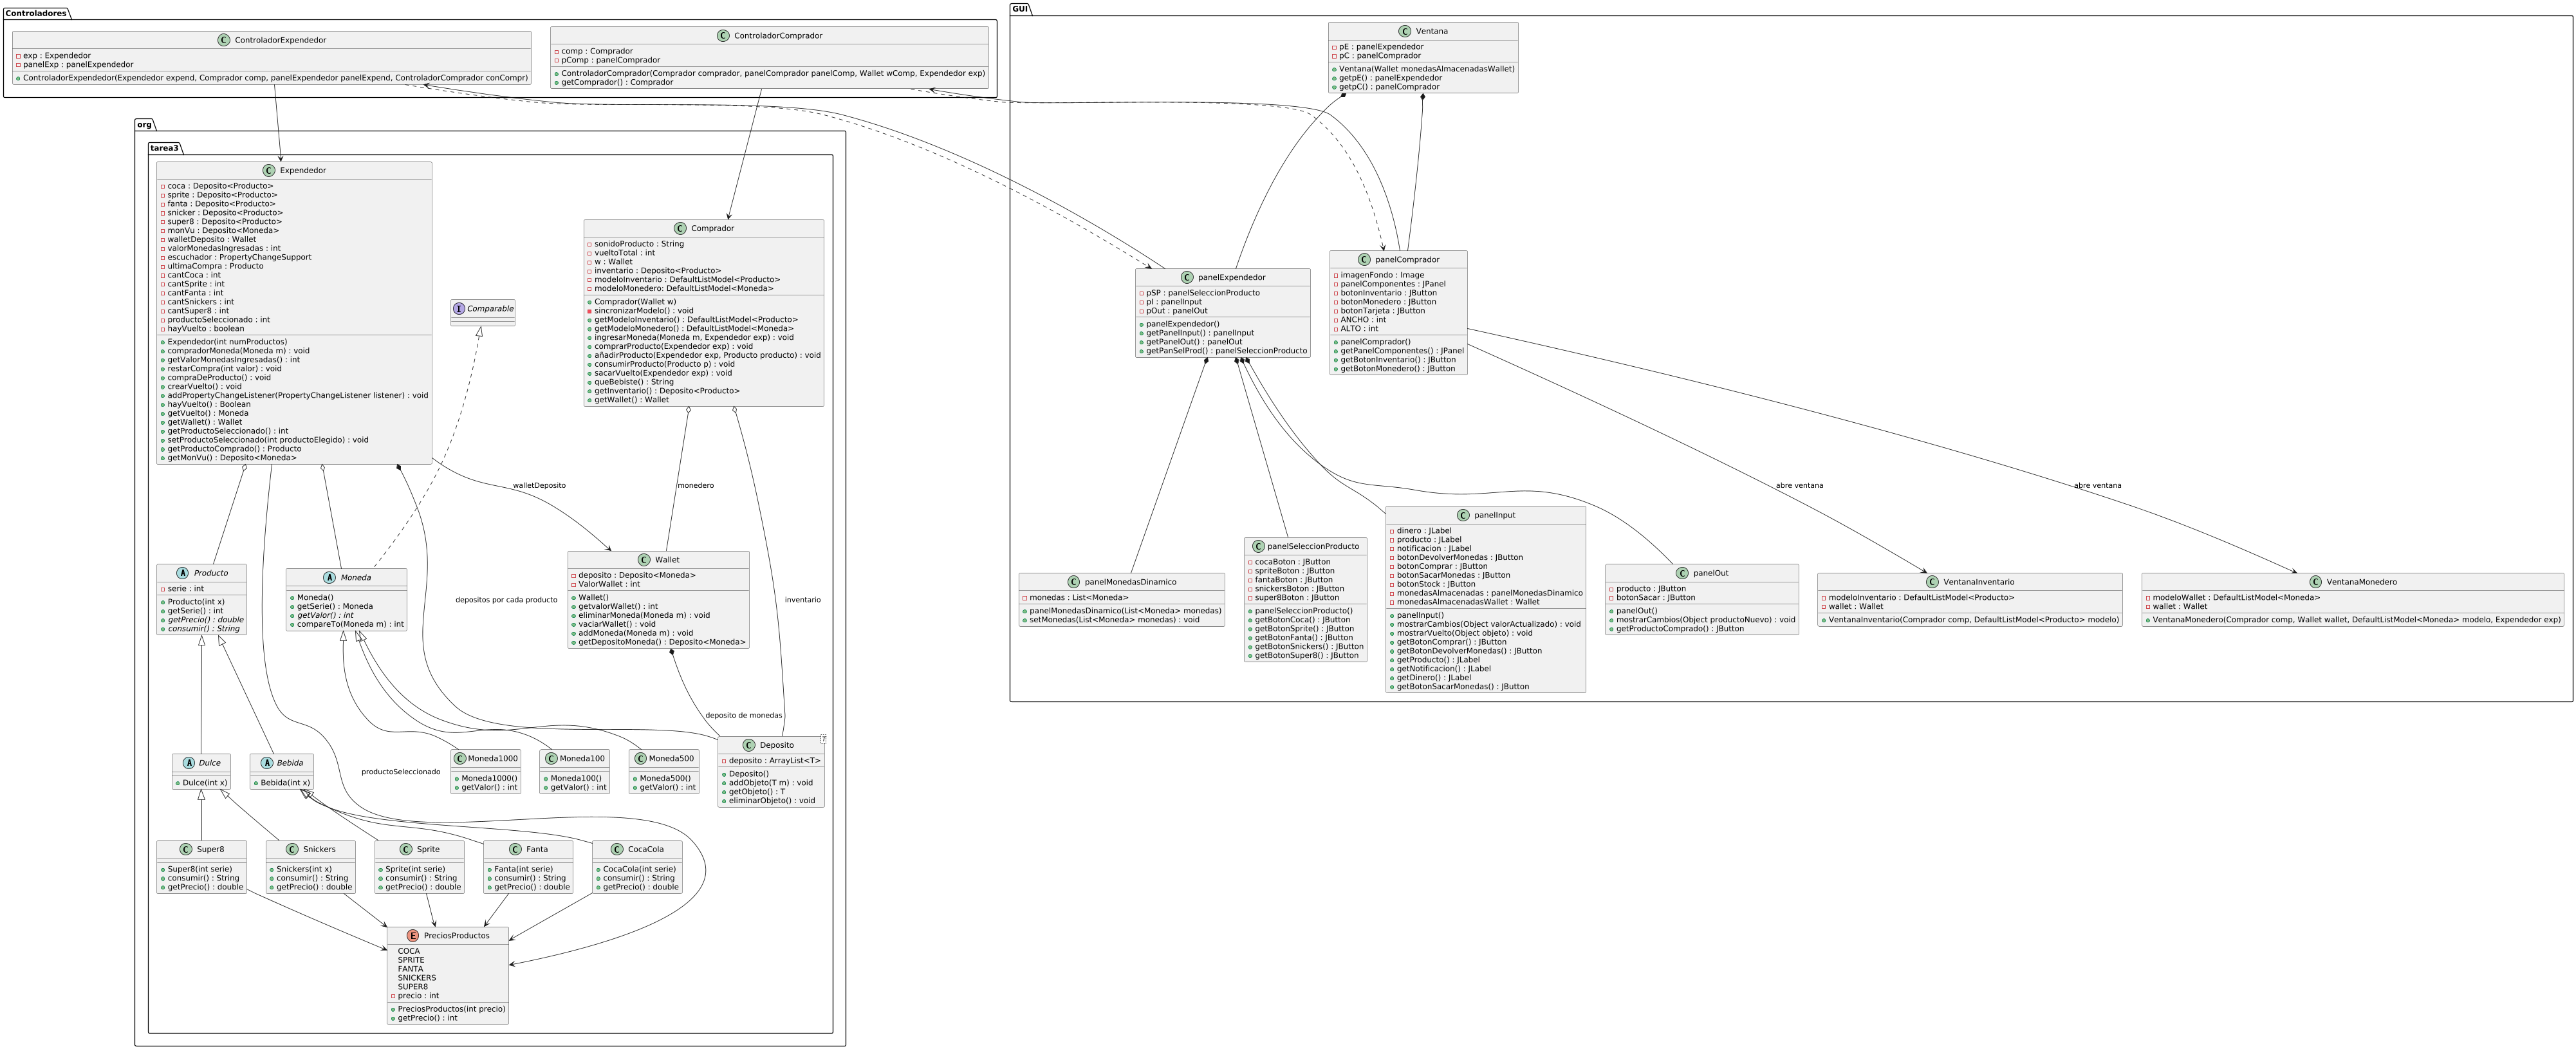 Controladores
ControladorExpendedor
exp : Expendedor
panelExp : panelExpendedor
ControladorExpendedor(Expendedor expend, Comprador comp, panelExpendedor panelExpend, ControladorComprador conCompr)
ControladorComprador
comp : Comprador
pComp : panelComprador
ControladorComprador(Comprador comprador, panelComprador panelComp, Wallet wComp, Expendedor exp)
getComprador() : Comprador
GUI
Ventana
pE : panelExpendedor
pC : panelComprador
Ventana(Wallet monedasAlmacenadasWallet)
getpE() : panelExpendedor
getpC() : panelComprador
org
tarea3
Expendedor
coca : Deposito<Producto>
sprite : Deposito<Producto>
fanta : Deposito<Producto>
snicker : Deposito<Producto>
super8 : Deposito<Producto>
monVu : Deposito<Moneda>
walletDeposito : Wallet
valorMonedasIngresadas : int
escuchador : PropertyChangeSupport
ultimaCompra : Producto
cantCoca : int
cantSprite : int
cantFanta : int
cantSnickers : int
cantSuper8 : int
productoSeleccionado : int
hayVuelto : boolean
Expendedor(int numProductos)
compradorMoneda(Moneda m) : void
getValorMonedasIngresadas() : int
restarCompra(int valor) : void
compraDeProducto() : void
crearVuelto() : void
addPropertyChangeListener(PropertyChangeListener listener) : void
hayVuelto() : Boolean
getVuelto() : Moneda
getWallet() : Wallet
getProductoSeleccionado() : int
setProductoSeleccionado(int productoElegido) : void
getProductoComprado() : Producto
getMonVu() : Deposito<Moneda>
Comparable
Comprador
sonidoProducto : String
vueltoTotal : int
w : Wallet
inventario : Deposito<Producto>
modeloInventario : DefaultListModel<Producto>
modeloMonedero: DefaultListModel<Moneda>
Comprador(Wallet w)
sincronizarModelo() : void
getModeloInventario() : DefaultListModel<Producto>
getModeloMonedero() : DefaultListModel<Moneda>
ingresarMoneda(Moneda m, Expendedor exp) : void
comprarProducto(Expendedor exp) : void
añadirProducto(Expendedor exp, Producto producto) : void
consumirProducto(Producto p) : void
sacarVuelto(Expendedor exp) : void
queBebiste() : String
getInventario() : Deposito<Producto>
getWallet() : Wallet
panelExpendedor
pSP : panelSeleccionProducto
pI : panelInput
pOut : panelOut
panelExpendedor()
getPanelInput() : panelInput
getPanelOut() : panelOut
getPanSelProd() : panelSeleccionProducto
panelComprador
imagenFondo : Image
panelComponentes : JPanel
botonInventario : JButton
botonMonedero : JButton
botonTarjeta : JButton
ANCHO : int
ALTO : int
panelComprador()
getPanelComponentes() : JPanel
getBotonInventario() : JButton
getBotonMonedero() : JButton
walletDeposito
monedero
abre ventana
abre ventana
Producto
serie : int
Producto(int x)
getSerie() : int
getPrecio() : double
consumir() : String
Moneda
Moneda()
getSerie() : Moneda
getValor() : int
compareTo(Moneda m) : int
depositos por cada producto
Wallet
deposito : Deposito<Moneda>
ValorWallet : int
Wallet()
getvalorWallet() : int
eliminarMoneda(Moneda m) : void
vaciarWallet() : void
addMoneda(Moneda m) : void
getDepositoMoneda() : Deposito<Moneda>
inventario
panelMonedasDinamico
monedas : List<Moneda>
panelMonedasDinamico(List<Moneda> monedas)
setMonedas(List<Moneda> monedas) : void
panelSeleccionProducto
cocaBoton : JButton
spriteBoton : JButton
fantaBoton : JButton
snickersBoton : JButton
super8Boton : JButton
panelSeleccionProducto()
getBotonCoca() : JButton
getBotonSprite() : JButton
getBotonFanta() : JButton
getBotonSnickers() : JButton
getBotonSuper8() : JButton
panelInput
dinero : JLabel
producto : JLabel
notificacion : JLabel
botonDevolverMonedas : JButton
botonComprar : JButton
botonSacarMonedas : JButton
botonStock : JButton
monedasAlmacenadas : panelMonedasDinamico
monedasAlmacenadasWallet : Wallet
panelInput()
mostrarCambios(Object valorActualizado) : void
mostrarVuelto(Object objeto) : void
getBotonComprar() : JButton
getBotonDevolverMonedas() : JButton
getProducto() : JLabel
getNotificacion() : JLabel
getDinero() : JLabel
getBotonSacarMonedas() : JButton
panelOut
producto : JButton
botonSacar : JButton
panelOut()
mostrarCambios(Object productoNuevo) : void
getProductoComprado() : JButton
VentanaInventario
modeloInventario : DefaultListModel<Producto>
wallet : Wallet
VentanaInventario(Comprador comp, DefaultListModel<Producto> modelo)
VentanaMonedero
modeloWallet : DefaultListModel<Moneda>
wallet : Wallet
VentanaMonedero(Comprador comp, Wallet wallet, DefaultListModel<Moneda> modelo, Expendedor exp)
deposito de monedas
Dulce
Dulce(int x)
Bebida
Bebida(int x)
productoSeleccionado
Moneda1000
Moneda1000()
getValor() : int
Moneda100
Moneda100()
getValor() : int
Moneda500
Moneda500()
getValor() : int
Deposito
deposito : ArrayList<T>
Deposito()
addObjeto(T m) : void
getObjeto() : T
eliminarObjeto() : void
Super8
Super8(int serie)
consumir() : String
getPrecio() : double
Snickers
Snickers(int x)
consumir() : String
getPrecio() : double
Sprite
Sprite(int serie)
consumir() : String
getPrecio() : double
Fanta
Fanta(int serie)
consumir() : String
getPrecio() : double
CocaCola
CocaCola(int serie)
consumir() : String
getPrecio() : double
PreciosProductos
COCA
SPRITE
FANTA
SNICKERS
SUPER8
precio : int
PreciosProductos(int precio)
getPrecio() : int